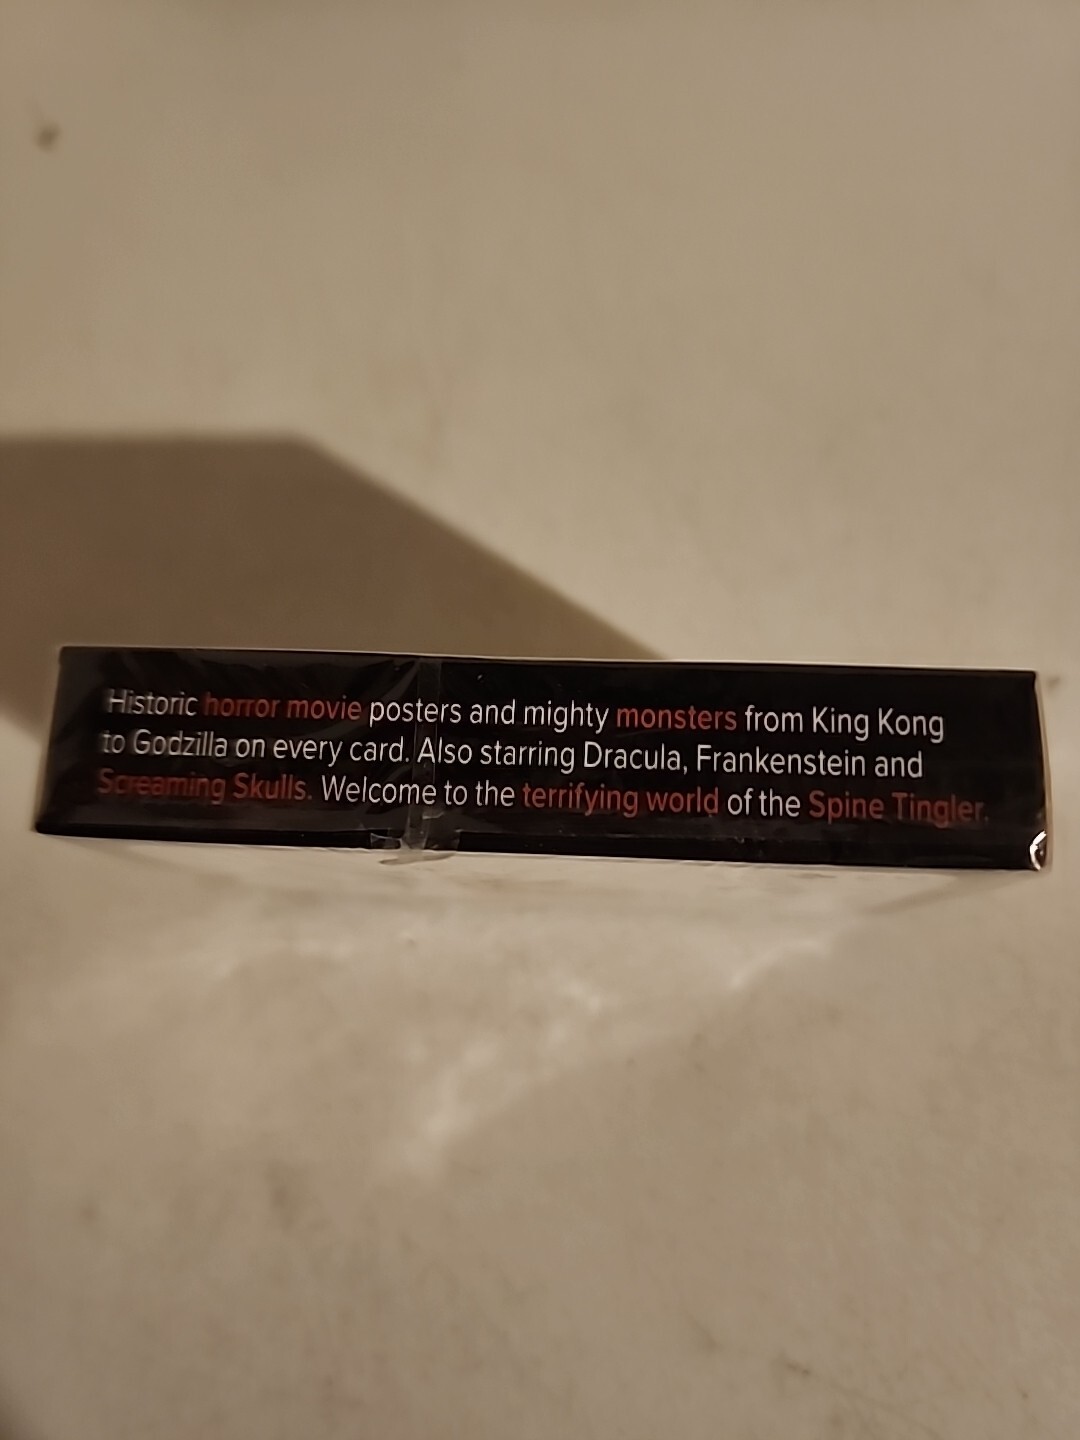 Historic horror movie posters and mighty monsters from King Kong
to Godzilla on every card. Also starring Dracula, Frankenstein and
Screaming Skulls. Welcome to the terrifying world of the Spine Tingler.